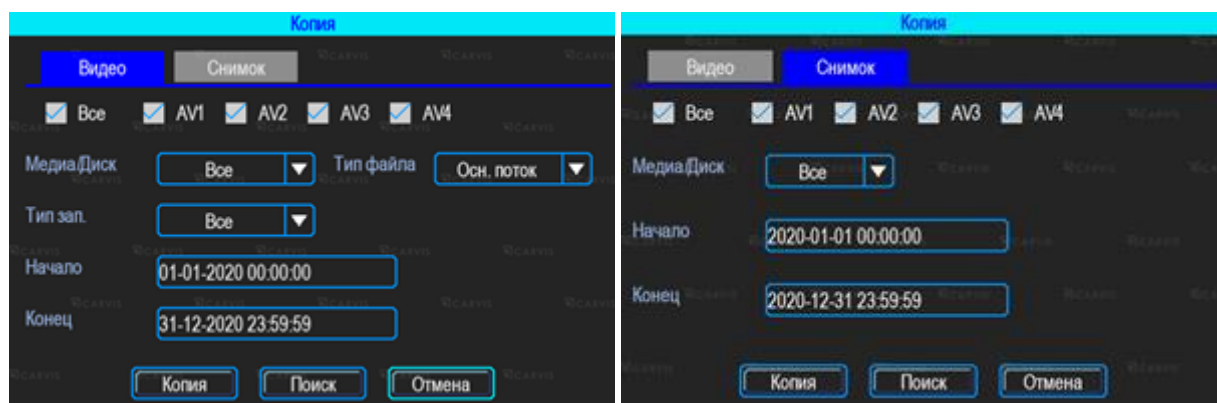 Копия
Видео Снимок
Все AV1 AV2 AV3 AV4
Медиа/Диск Все Тип файла Осн. поток
Тип зап. Все
Начало 01-01-2020 00:00:00
Конец 31-12-2020 23:59:59
Копия Поиск Отмена
Копия
Видео Снимок
Все AV1 AV2 AV3 AV4
Медиа/Диск Все
Начало 2020-01-01 00:00:00
Конец 2020-12-31 23:59:59
Копия Поиск Отмена
CARVIS